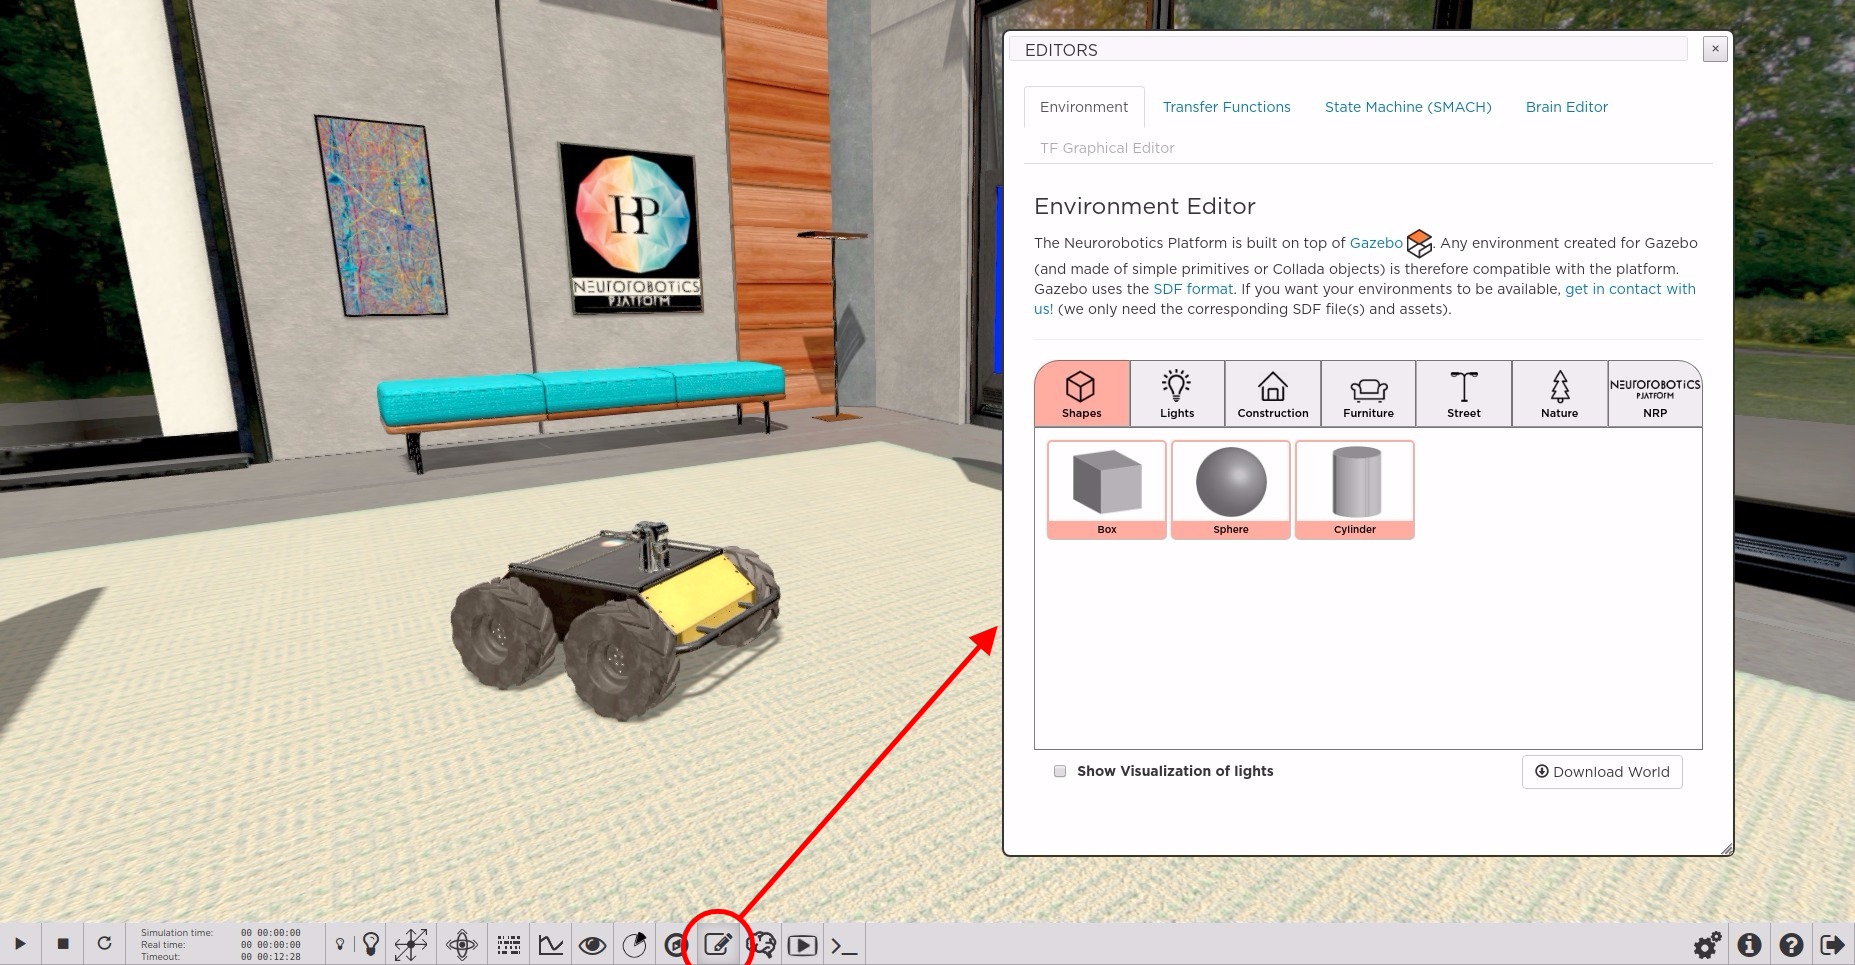 EDITORS
×
Environment
Transfer Functions
State Machine (SMACH)
Brain Editor
TF Graphical Editor
Environment Editor
The Neurorobotics Platform is built on top of Gazebo . Any environment created for Gazebo
(and made of simple primitives or Collada objects) is therefore compatible with the platform.
Gazebo uses the SDF format. If you want your environments to be available, get in contact with
us! (we only need the corresponding SDF file(s) and assets).
Shapes
Lights
Construction
Furniture
Street
Nature
NEUROROBOTICS
PLATFORM
NRP
Box
Sphere
Cylinder
Show Visualization of lights
Download World
HP
NEUROROBOTICS
PLATFORM
Simulation time: 00 00:00:00
Real time: 00 00:00:00
Timeout: 00 00:12:28